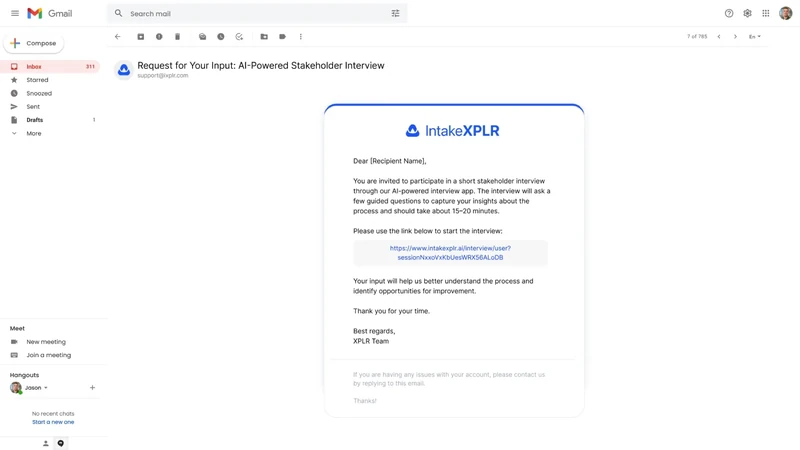 Gmail
Search mail
Compose
7 of 785
En
Inbox
311
Starred
Snoozed
Sent
Drafts
1
More
Request for Your Input: AI-Powered Stakeholder Interview
support@ixplr.com
IntakeXPLR
Dear [Recipient Name],
You are invited to participate in a short stakeholder interview
through our AI-powered interview app. The interview will ask a
few guided questions to capture your insights about the
process and should take about 15–20 minutes.
Please use the link below to start the interview:
https://www.intakexplr.ai/interview/user?
sessionNxxoVxKbUesWRX56ALoDB
Your input will help us better understand the process and
identify opportunities for improvement.
Thank you for your time.
Best regards,
XPLR Team
If you are having any issues with your account, please contact us
by replying to this email.
Thanks!
Meet
New meeting
Join a meeting
Hangouts
Jason
No recent chats
Start a new one